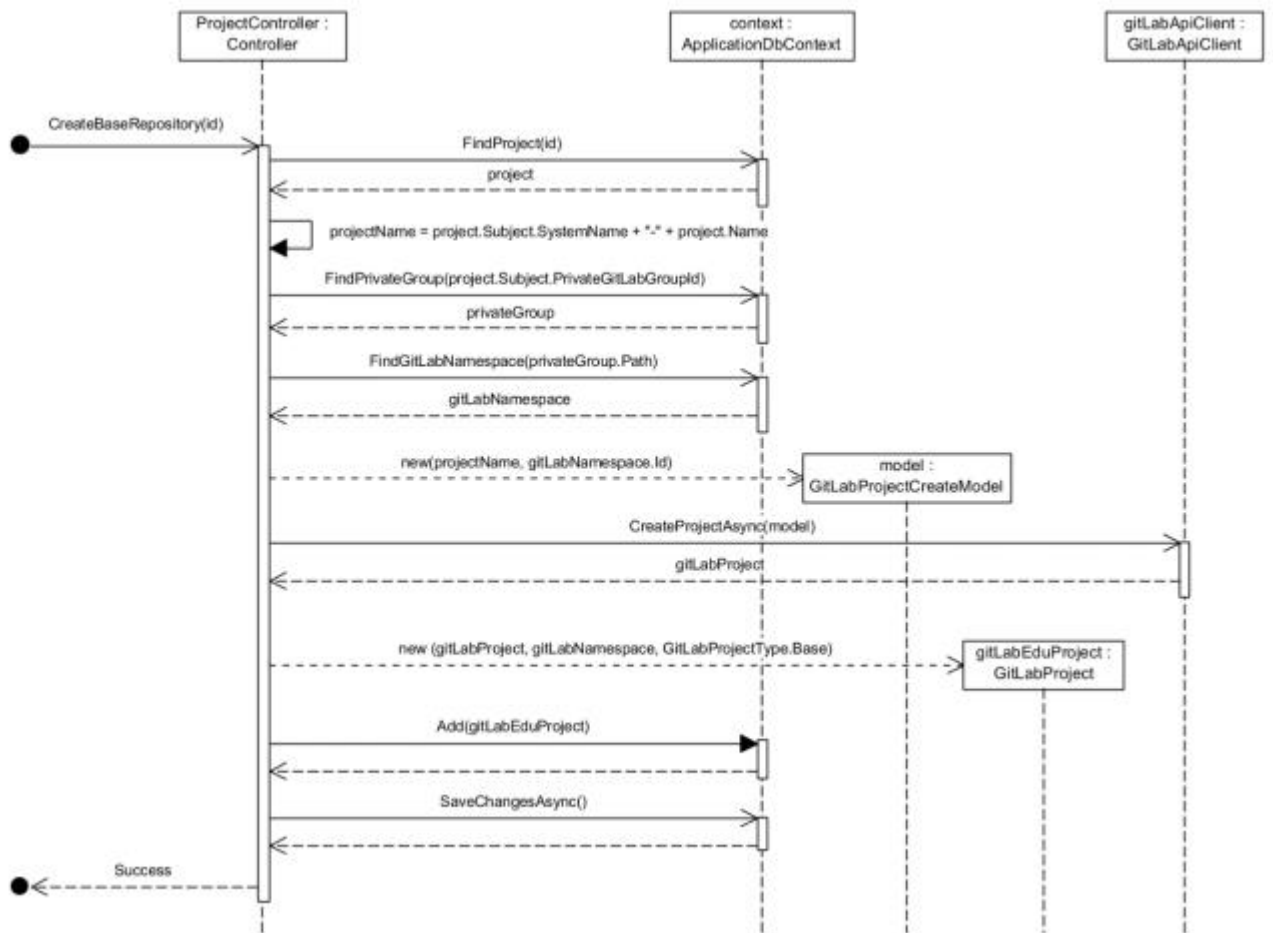 ProjectController :
Controller
context :
ApplicationDbContext
gitLabApiClient :
GitLabApiClient
CreateBaseRepository(id)
FindProject(id)
project
projectName = project.Subject.SystemName + "-" + project.Name
FindPrivateGroup(project.Subject.PrivateGitLabGroupId)
privateGroup
FindGitLabNamespace(privateGroup.Path)
gitLabNamespace
new(projectName, gitLabNamespace.Id)
model :
GitLabProjectCreateModel
CreateProjectAsync(model)
gitLabProject
new (gitLabProject, gitLabNamespace, GitLabProjectType.Base)
gitLabEduProject :
GitLabProject
Add(gitLabEduProject)
SaveChangesAsync()
Success